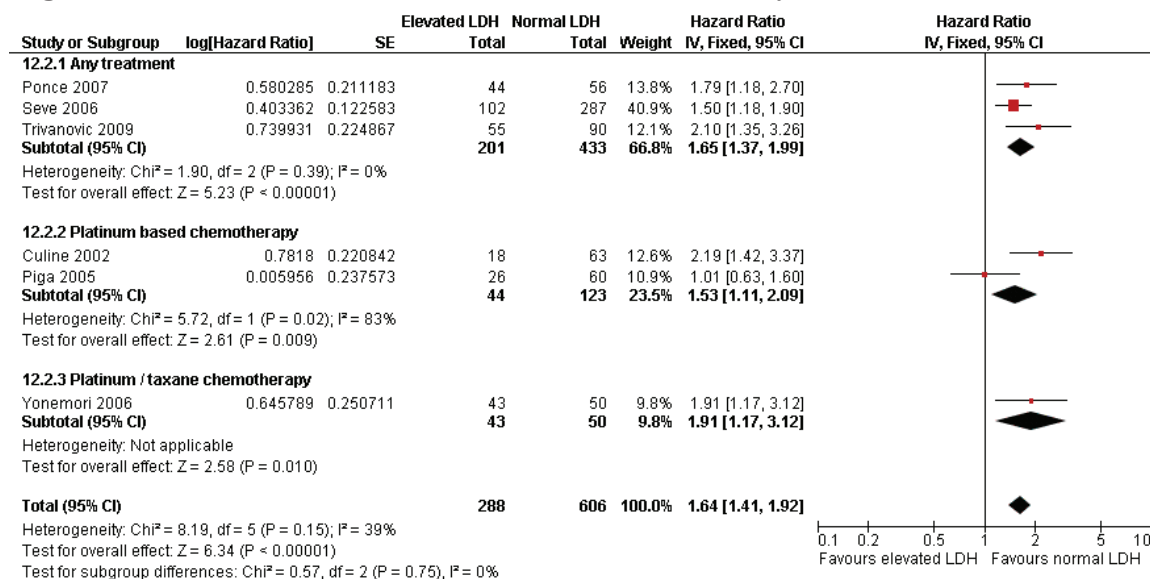 Elevated LDH Normal LDH Hazard Ratio Hazard Ratio
Study or Subgroup log[Hazard Ratio] SE Total Total Weight IV, Fixed, 95% CI IV, Fixed, 95% CI
12.2.1 Any treatment
Ponce 2007 0.580285 0.211183 44 56 13.8% 1.79 [1.18, 2.70]
Seve 2006 0.403362 0.122583 102 287 40.9% 1.50 [1.18, 1.90]
Trivanovic 2009 0.739931 0.224867 55 90 12.1% 2.10 [1.35, 3.26]
Subtotal (95% CI) 201 433 66.8% 1.65 [1.37, 1.99]
Heterogeneity: Chi² = 1.90, df = 2 (P = 0.39); I² = 0%
Test for overall effect: Z = 5.23 (P < 0.00001)
12.2.2 Platinum based chemotherapy
Culine 2002 0.7818 0.220842 18 63 12.6% 2.19 [1.42, 3.37]
Piga 2005 0.005956 0.237573 26 60 10.9% 1.01 [0.63, 1.60]
Subtotal (95% CI) 44 123 23.5% 1.53 [1.11, 2.09]
Heterogeneity: Chi² = 5.72, df = 1 (P = 0.02); I² = 83%
Test for overall effect: Z = 2.61 (P = 0.009)
12.2.3 Platinum / taxane chemotherapy
Yonemori 2006 0.645789 0.250711 43 50 9.8% 1.91 [1.17, 3.12]
Subtotal (95% CI) 43 50 9.8% 1.91 [1.17, 3.12]
Heterogeneity: Not applicable
Test for overall effect: Z = 2.58 (P = 0.010)
Total (95% CI) 288 606 100.0% 1.64 [1.41, 1.92]
Heterogeneity: Chi² = 8.19, df = 5 (P = 0.15); I² = 39%
Test for overall effect: Z = 6.34 (P < 0.00001)
Test for subgroup differences: Chi² = 0.57, df = 2 (P = 0.75), I² = 0%
0.1 0.2 0.5 1 2 5 10
Favours elevated LDH Favours normal LDH